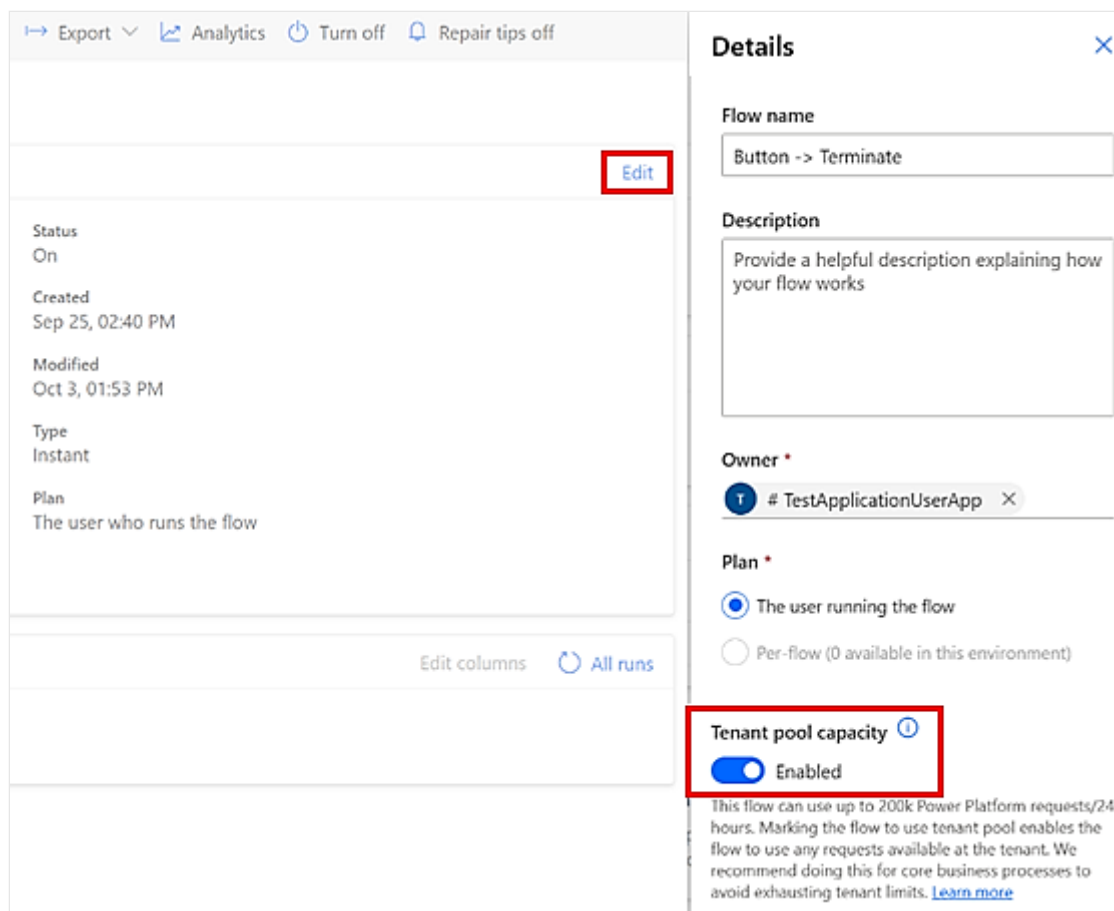 Export Analytics Turn off Repair tips off
Edit
Status
On
Created
Sep 25, 02:40 PM
Modified
Oct 3, 01:53 PM
Type
Instant
Plan
The user who runs the flow
Edit columns All runs
Details
Flow name
Button -> Terminate
Description
Provide a helpful description explaining how
your flow works
Owner *
T # TestApplicationUserApp
Plan *
The user running the flow
Per-flow (0 available in this environment)
Tenant pool capacity
Enabled
This flow can use up to 200k Power Platform requests/24
hours. Marking the flow to use tenant pool enables the
flow to use any requests available at the tenant. We
recommend doing this for core business processes to
avoid exhausting tenant limits. Learn more